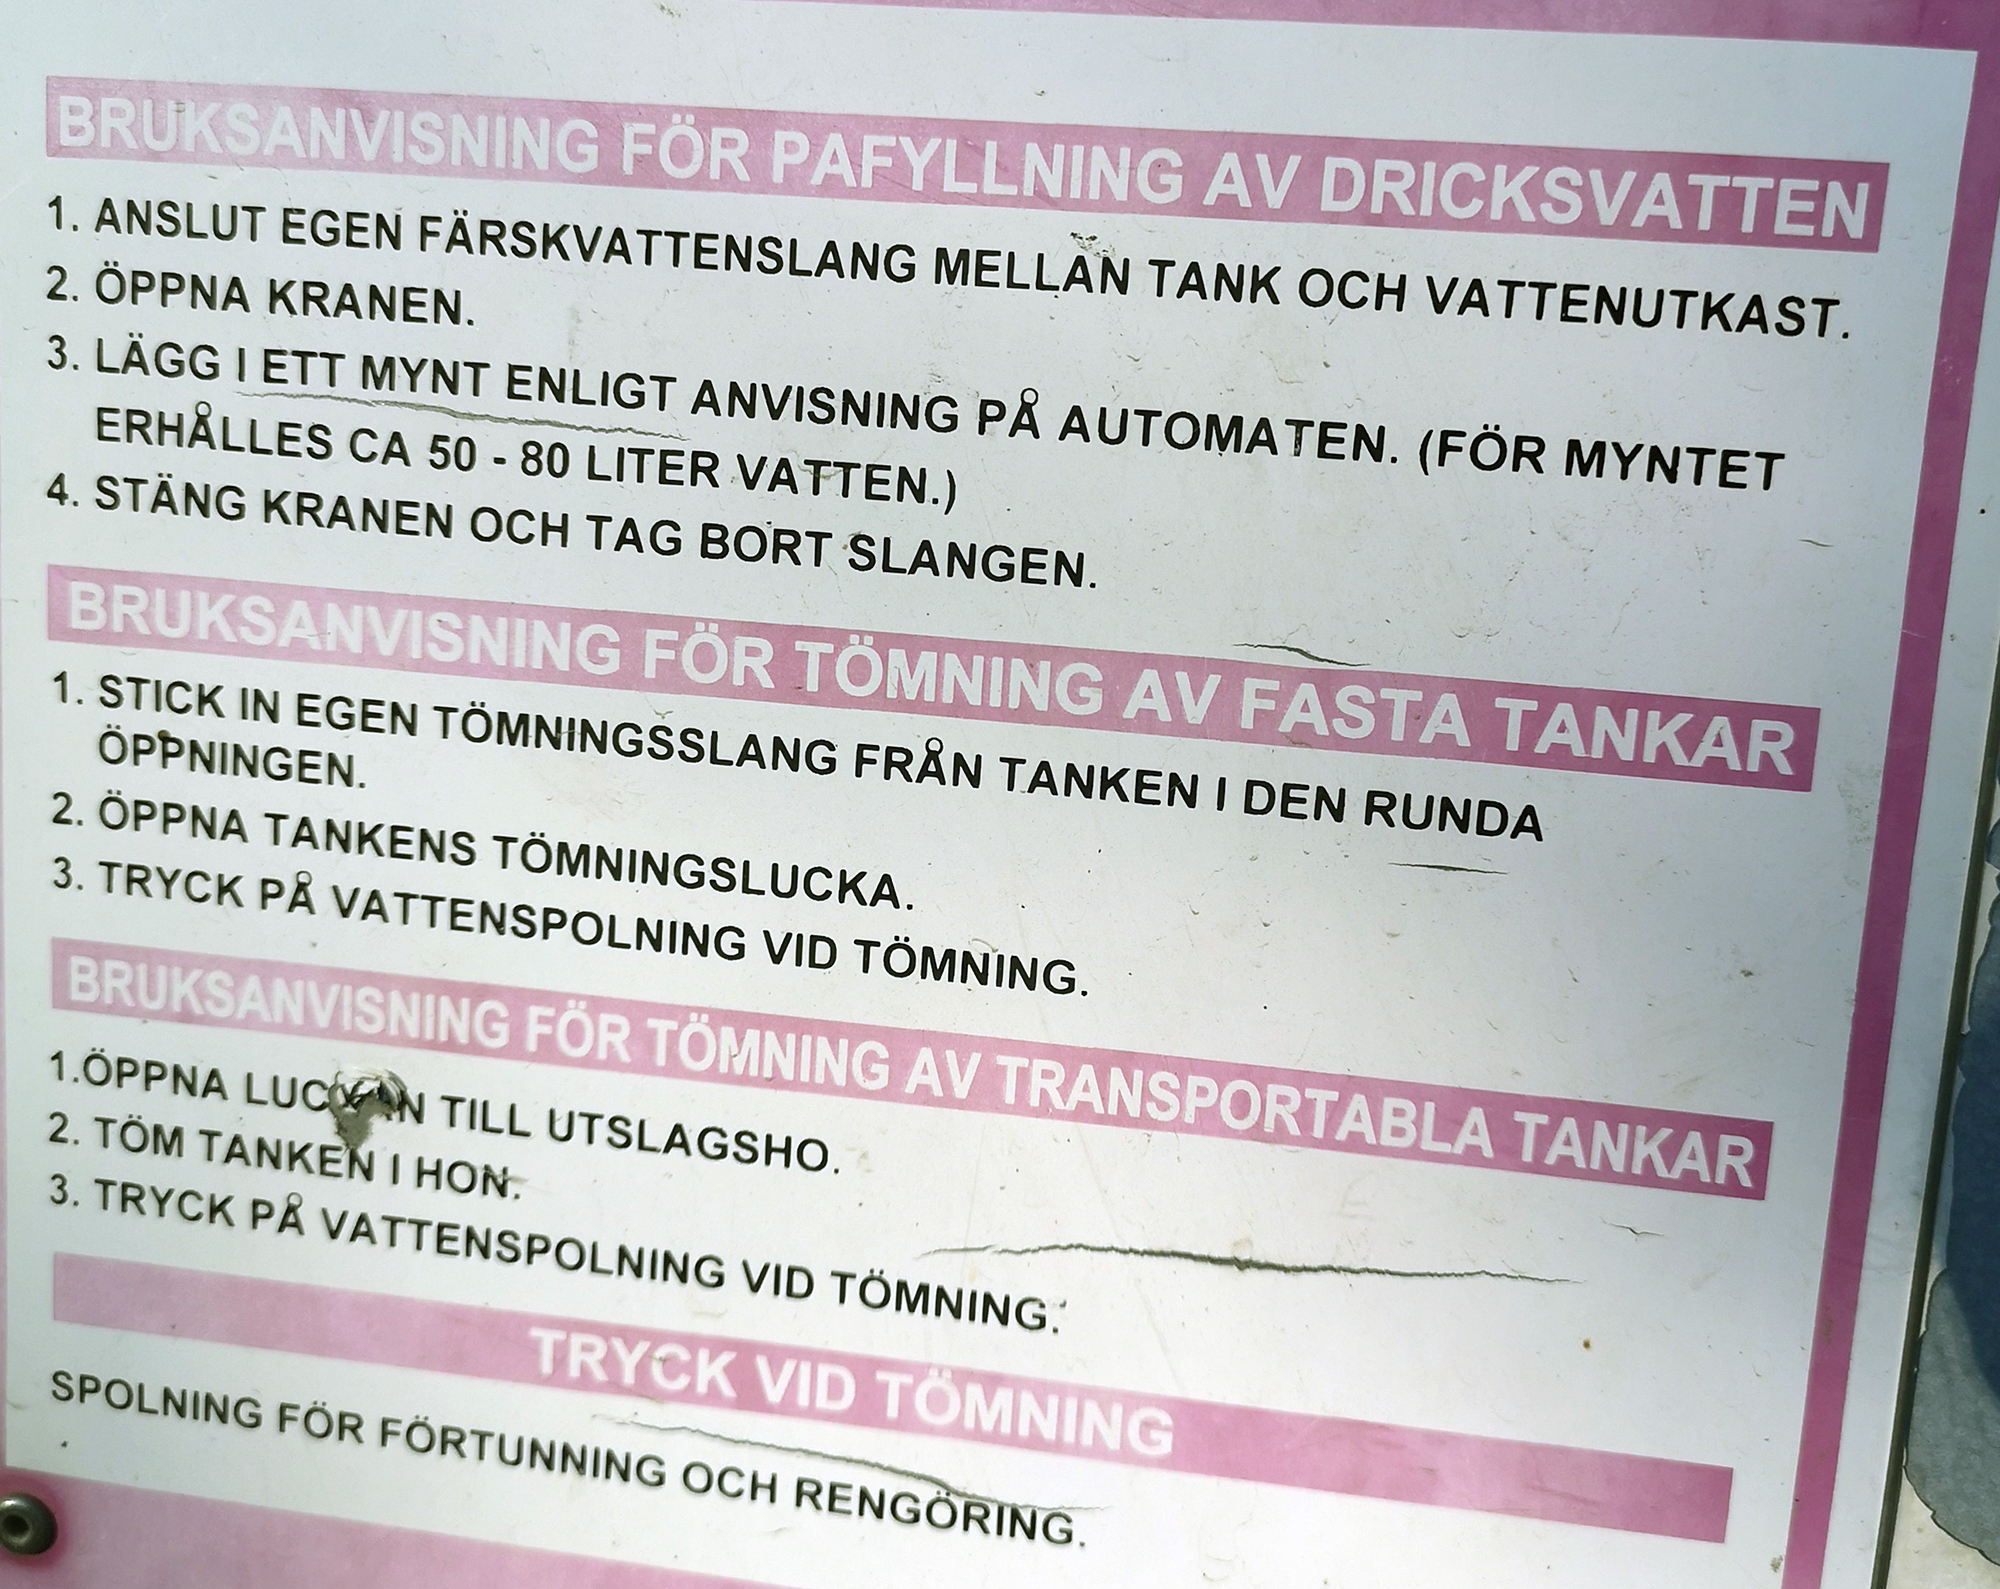 BRUKSANVISNING FÖR PAFYLLNING AV DRICKSVATTEN
1. ANSLUT EGEN FÄRSKVATTENSLANG MELLAN TANK OCH VATTENUTKAST.
2. ÖPPNA KRANEN.
3. LÄGG I ETT MYNT ENLIGT ANVISNING PÅ AUTOMATEN. (FÖR MYNTET
ERHÅLLES CA 50 - 80 LITER VATTEN.)
4. STÄNG KRANEN OCH TAG BORT SLANGEN.
BRUKSANVISNING FÖR TÖMNING AV FASTA TANKAR
1. STICK IN EGEN TÖMNINGSSLANG FRÅN TANKEN I DEN RUNDA
ÖPPNINGEN.
2. ÖPPNA TANKENS TÖMNINGSLUCKA.
3. TRYCK PÅ VATTENSPOLNING VID TÖMNING.
BRUKSANVISNING FÖR TÖMNING AV TRANSPORTABLA TANKAR
1.ÖPPNA LUCKAN TILL UTSLAGSHO.
2. TÖM TANKEN I HON.
3. TRYCK PÅ VATTENSPOLNING VID TÖMNING.
TRYCK VID TÖMNING
SPOLNING FÖR FÖRTUNNING OCH RENGÖRING.